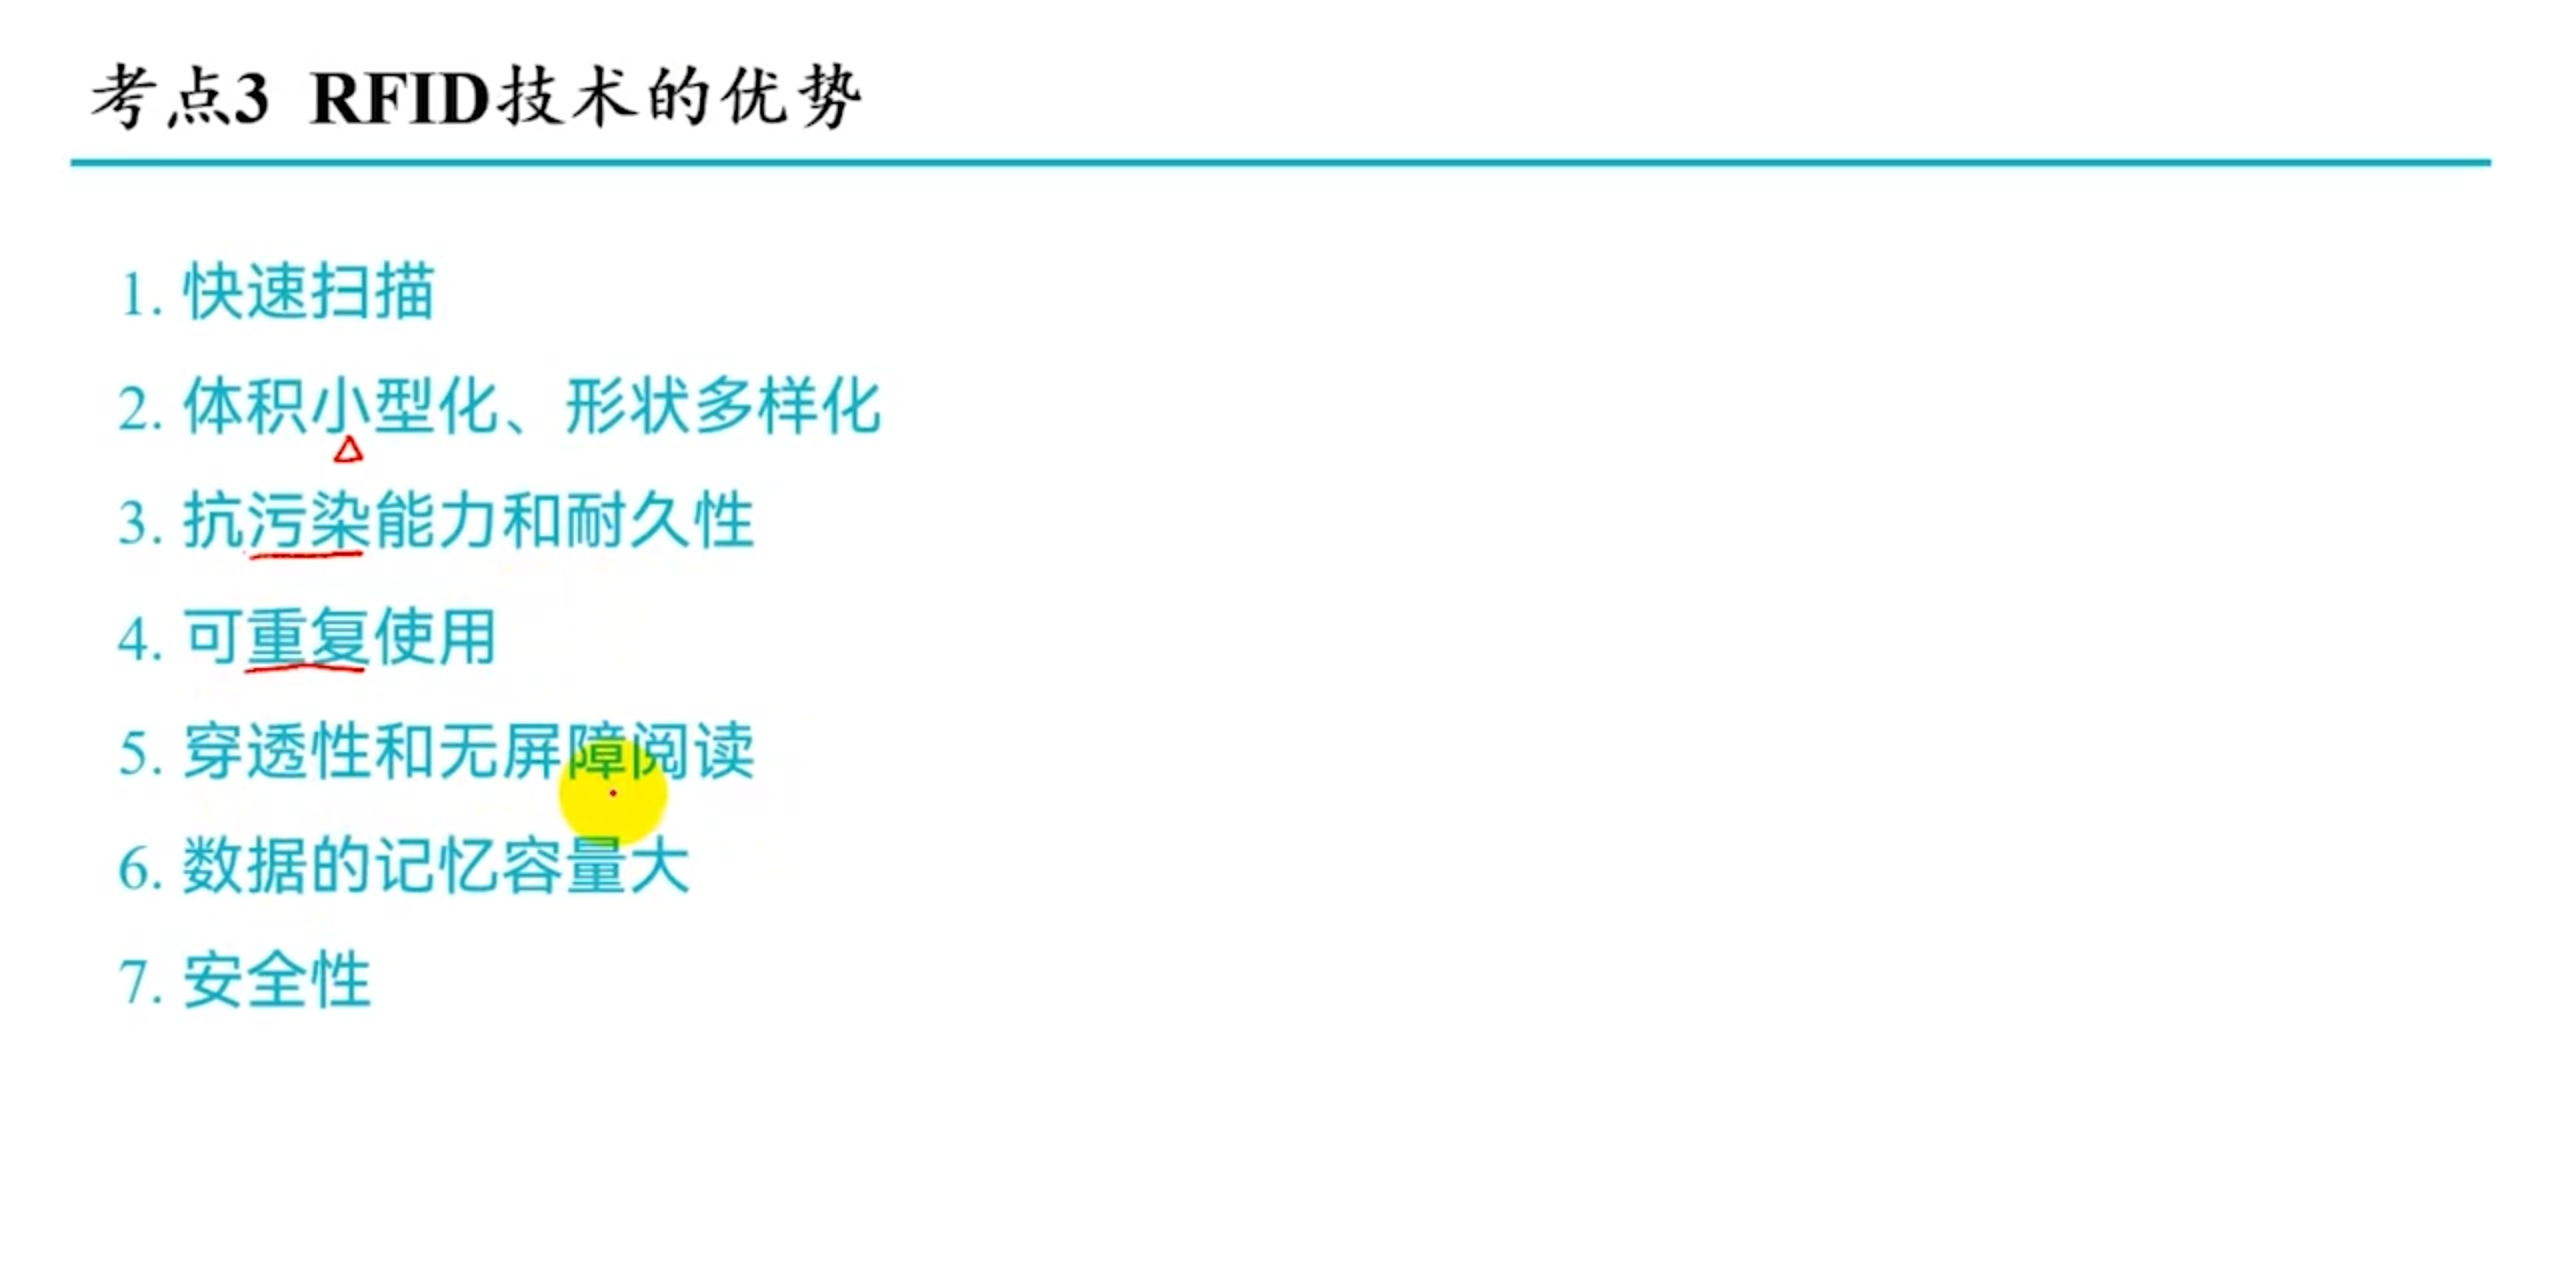 考点3 RFID技术的优势
1. 快速扫描
2. 体积小型化、形状多样化
3. 抗污染能力和耐久性
4. 可重复使用
5. 穿透性和无屏障阅读
6. 数据的记忆容量大
7. 安全性